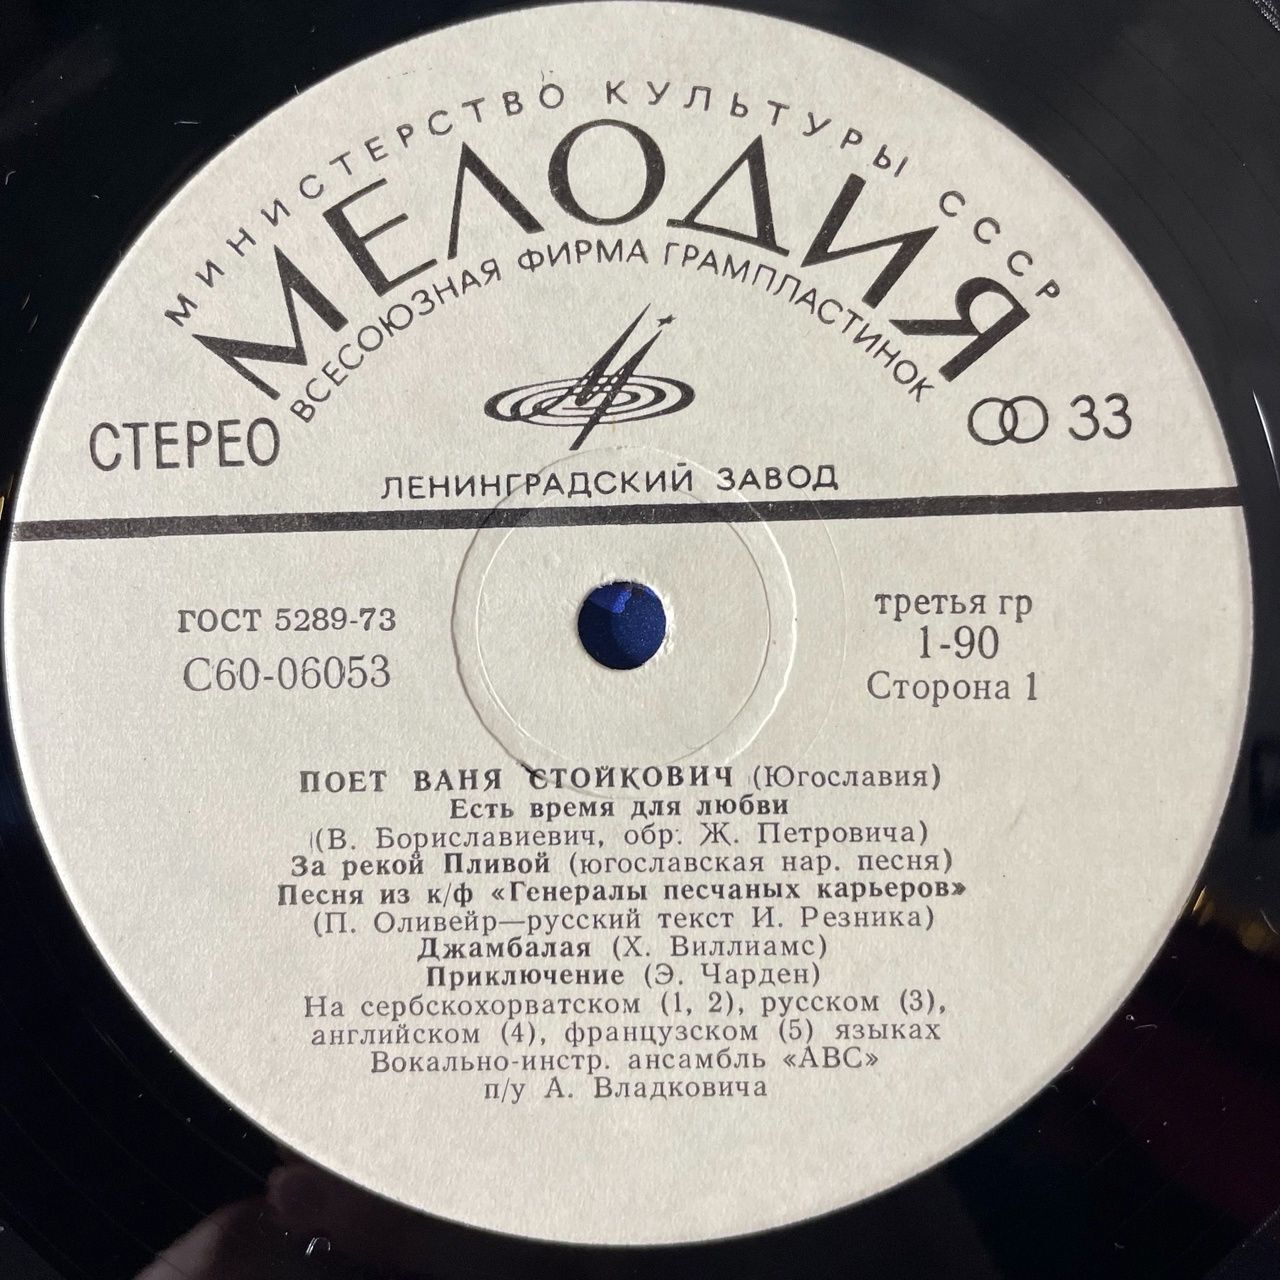 МИНИСТЕРСТВО КУЛЬТУРЫ СССР
МЕЛОДИЯ
ВСЕСОЮЗНАЯ ФИРМА ГРАМПЛАСТИНОК
СТЕРЕО
33
ЛЕНИНГРАДСКИЙ ЗАВОД
ГОСТ 5289-73
С60-06053
третья гр
1-90
Сторона 1
ПОЕТ ВАНЯ СТОЙКОВИЧ (Югославия)
Есть время для любви
(В. Бориславиевич, обр. Ж. Петровича)
За рекой Пливой (югославская нар. песня)
Песня из к/ф «Генералы песчаных карьеров»
(П. Оливейр—русский текст И. Резника)
Джамбалая (Х. Виллиамс)
Приключение (Э. Чарден)
На сербскохорватском (1, 2), русском (3),
английском (4), французском (5) языках
Вокально-инстр. ансамбль «АВС»
п/у А. Владковича